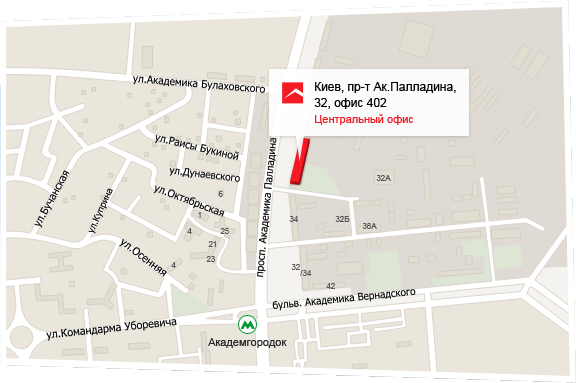 ул.Академика Булаховского
Киев, пр-т Ак.Палладина,
32, офис 402
Центральный офис
ул.Раисы Букиной
ул.Дунаевского
ул.Октябрьская
ул.Бучанская
ул.Куприна
просп. Академика Палладина
32А
6
1
34
32Б
38А
4
25
21
23
ул.Осенняя
4
32
/34
42
бульв. Академика Вернадского
ул.Командарма Уборевича
Академгородок